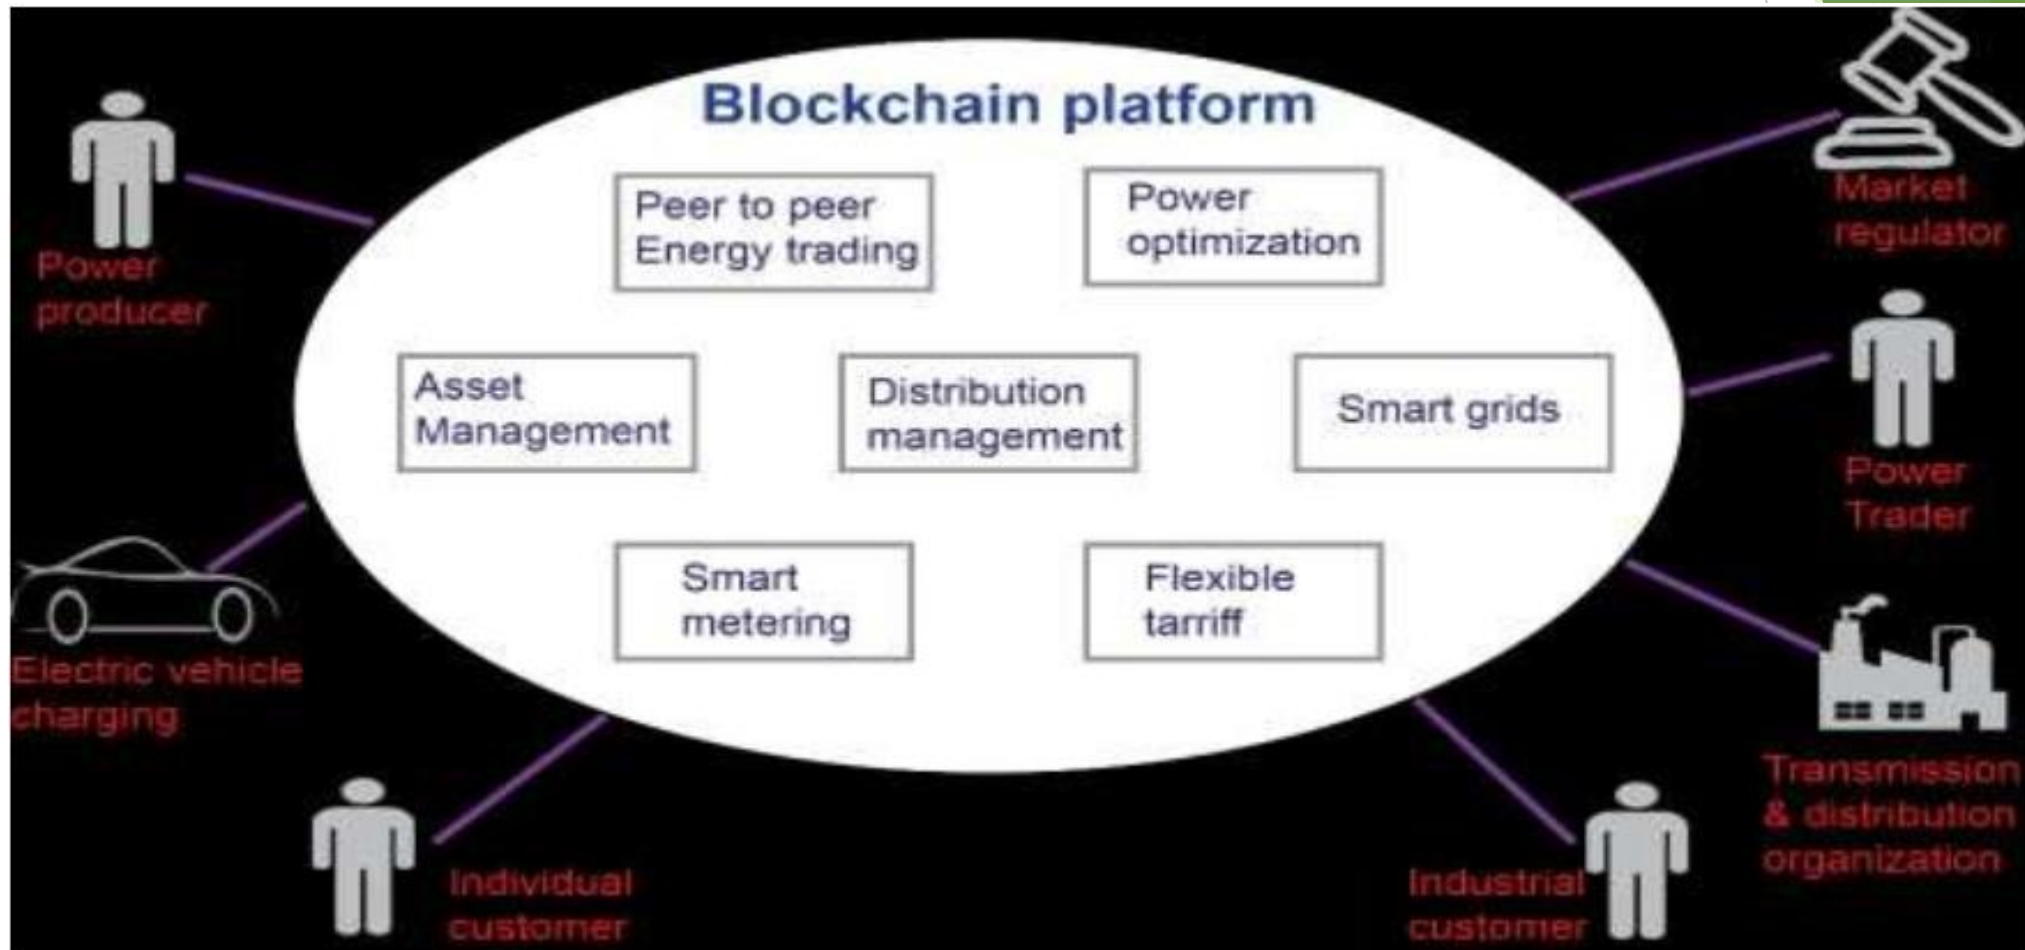 Blockchain platform
Peer to peer
Energy trading
Power
optimization
Asset
Management
Distribution
management
Smart grids
Smart
metering
Flexible
tarriff
Power
producer
Electric vehicle
charging
Individual
customer
Market
regulator
Power
Trader
Transmission
& distribution
organization
Industrial
customer